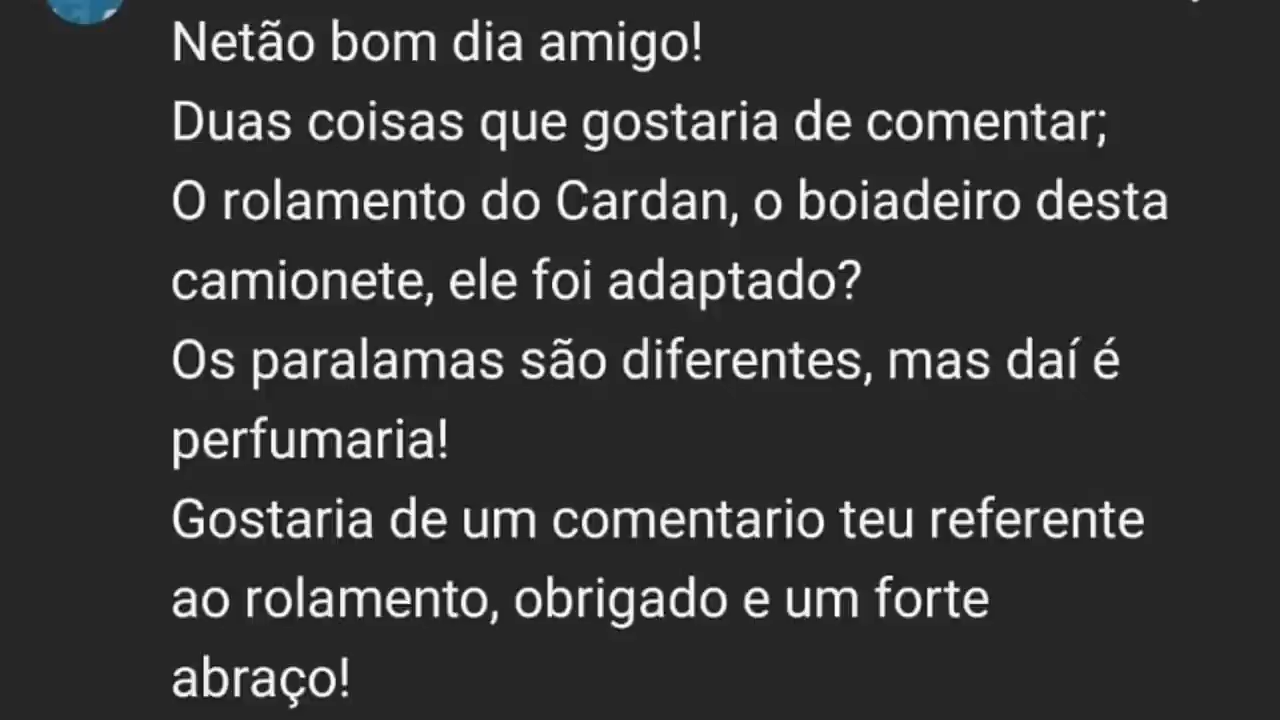 Netão bom dia amigo!
Duas coisas que gostaria de comentar;
O rolamento do Cardan, o boiadeiro desta
camionete, ele foi adaptado?
Os paralamas são diferentes, mas daí é
perfumaria!
Gostaria de um comentario teu referente
ao rolamento, obrigado e um forte
abraço!